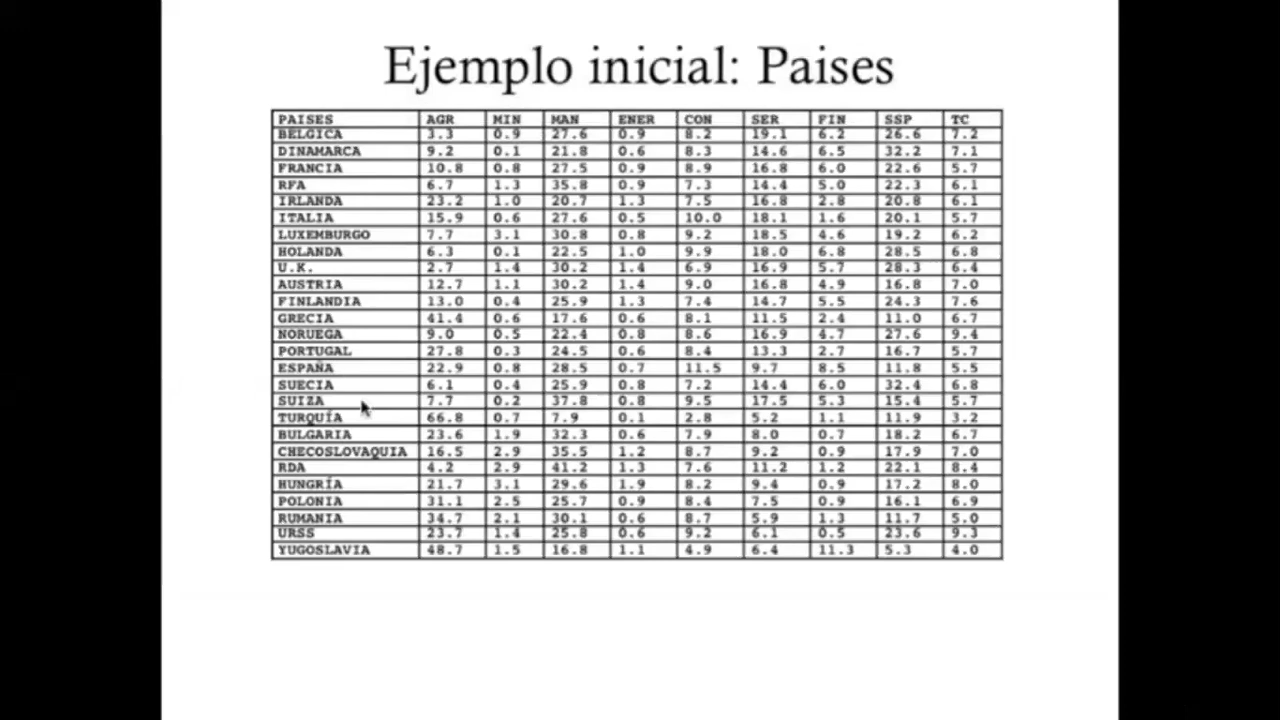 Ejemplo inicial: Paises
PAISES AGR MIN MAN ENER CON SER FIN SSP TC
BELGICA 3.3 0.9 27.6 0.9 8.2 19.1 6.2 26.6 7.2
DINAMARCA 9.2 0.1 21.8 0.6 8.3 14.6 6.5 32.2 7.1
FRANCIA 10.8 0.8 27.5 0.9 8.9 16.8 6.0 22.6 5.7
RFA 6.7 1.3 35.8 0.9 7.3 14.4 5.0 22.3 6.1
IRLANDA 23.2 1.0 20.7 1.3 7.5 16.8 2.8 20.8 6.1
ITALIA 15.9 0.6 27.6 0.5 10.0 18.1 1.6 20.1 5.7
LUXEMBURGO 7.7 3.1 30.8 0.8 9.2 18.5 4.6 19.2 6.2
HOLANDA 6.3 0.1 22.5 1.0 9.9 18.0 6.8 28.5 6.8
U.K. 2.7 1.4 30.2 1.4 6.9 16.9 5.7 28.3 6.4
AUSTRIA 12.7 1.1 30.2 1.4 9.0 16.8 4.9 16.8 7.0
FINLANDIA 13.0 0.4 25.9 1.3 7.4 14.7 5.5 24.3 7.6
GRECIA 41.4 0.6 17.6 0.6 8.1 11.5 2.4 11.0 6.7
NORUEGA 9.0 0.5 22.4 0.8 8.6 16.9 4.7 27.6 9.4
PORTUGAL 27.8 0.3 24.5 0.6 8.4 13.3 2.7 16.7 5.7
ESPAÑA 22.9 0.8 28.5 0.7 11.5 9.7 8.5 11.8 5.5
SUECIA 6.1 0.4 25.9 0.8 7.2 14.4 6.0 32.4 6.8
SUIZA 7.7 0.2 37.8 0.8 9.5 17.5 5.3 15.4 5.7
TURQUÍA 66.8 0.7 7.9 0.1 2.8 5.2 1.1 11.9 3.2
BULGARIA 23.6 1.9 32.3 0.6 7.9 8.0 0.7 18.2 6.7
CHECOSLOVAQUIA 16.5 2.9 35.5 1.2 8.7 9.2 0.9 17.9 7.0
RDA 4.2 2.9 41.2 1.3 7.6 11.2 1.2 22.1 8.4
HUNGRÍA 21.7 3.1 29.6 1.9 8.2 9.4 0.9 17.2 8.0
POLONIA 31.1 2.5 25.7 0.9 8.4 7.5 0.9 16.1 6.9
RUMANIA 34.7 2.1 30.1 0.6 8.7 5.9 1.3 11.7 5.0
URSS 23.7 1.4 25.8 0.6 9.2 6.1 0.5 23.6 9.3
YUGOSLAVIA 48.7 1.5 16.8 1.1 4.9 6.4 11.3 5.3 4.0